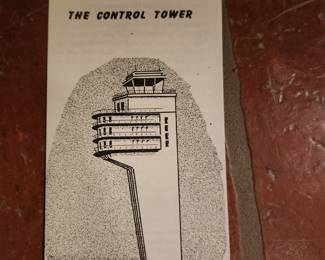 THE CONTROL TOWER